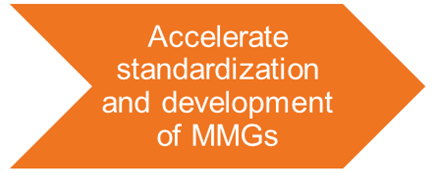 Accelerate
standardization
and development
of MMGs